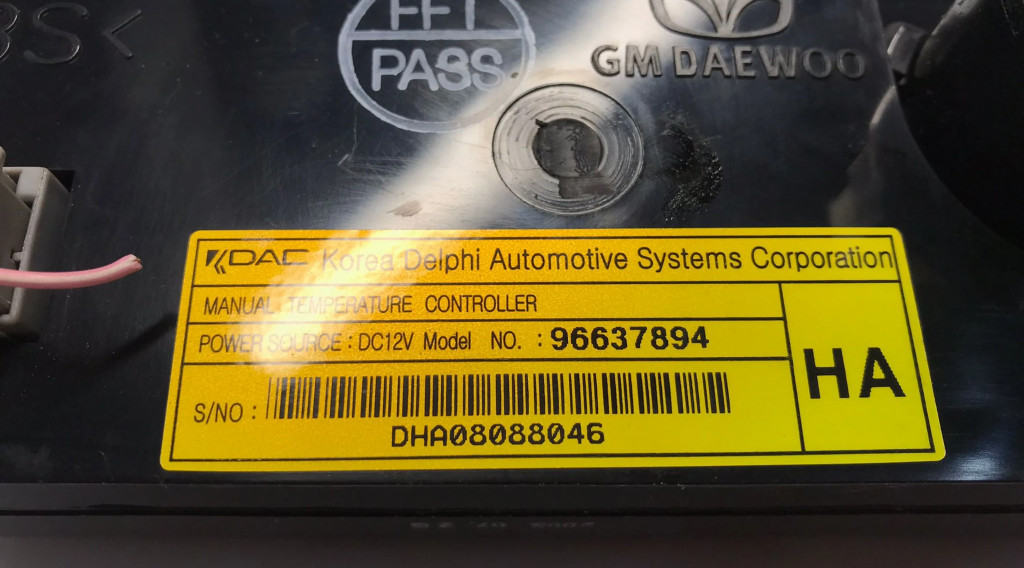 FFT
PASS
GM DAEWOO
KDAC Korea Delphi Automotive Systems Corporation
MANUAL TEMPERATURE CONTROLLER
POWER SOURCE : DC12V Model NO. : 96637894
HA
S/NO :
DHA08088046